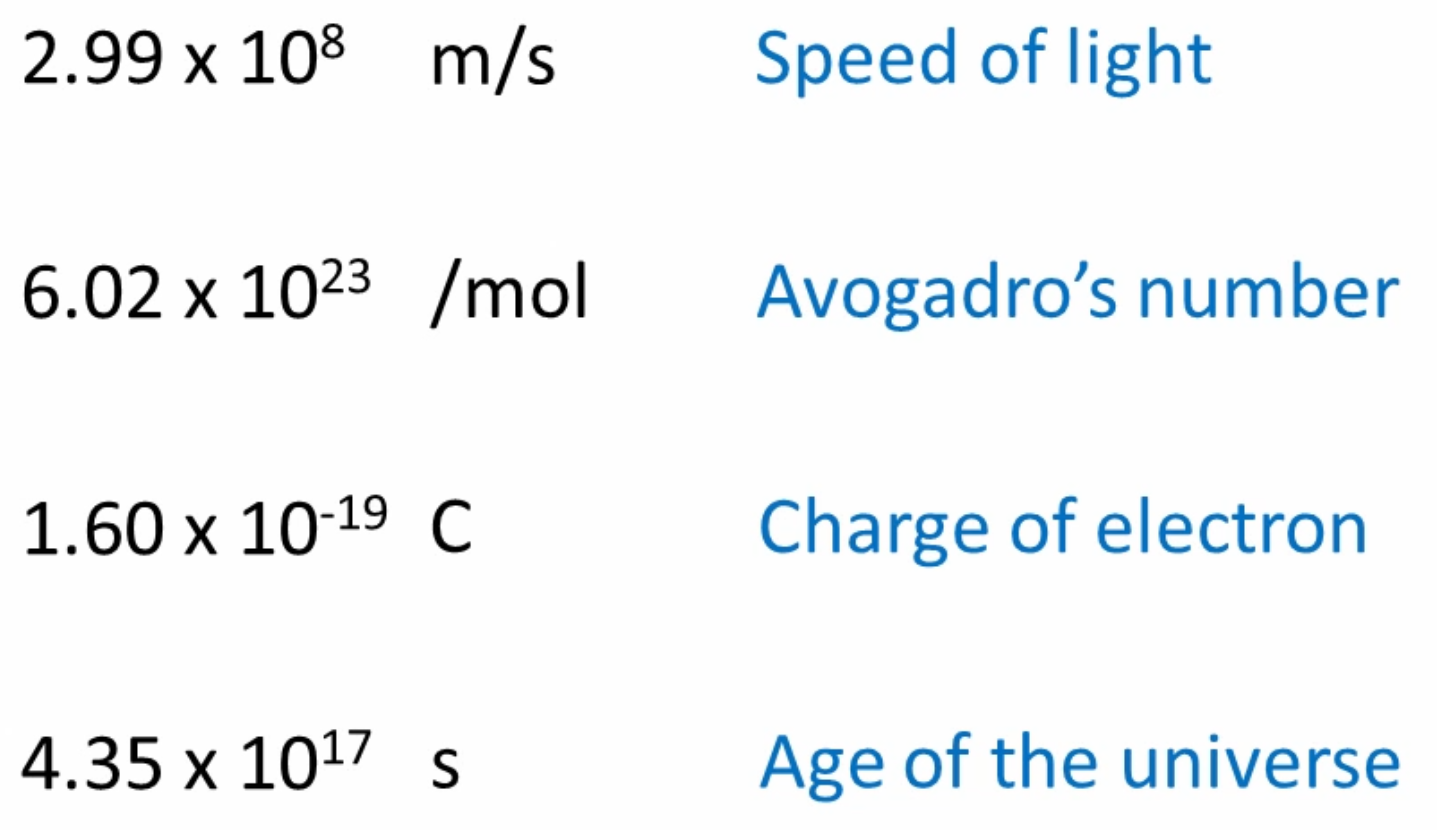 2.99 x 10⁸ m/s Speed of light
6.02 x 10²³ /mol Avogadro’s number
1.60 x 10⁻¹⁹ C Charge of electron
4.35 x 10¹⁷ s Age of the universe